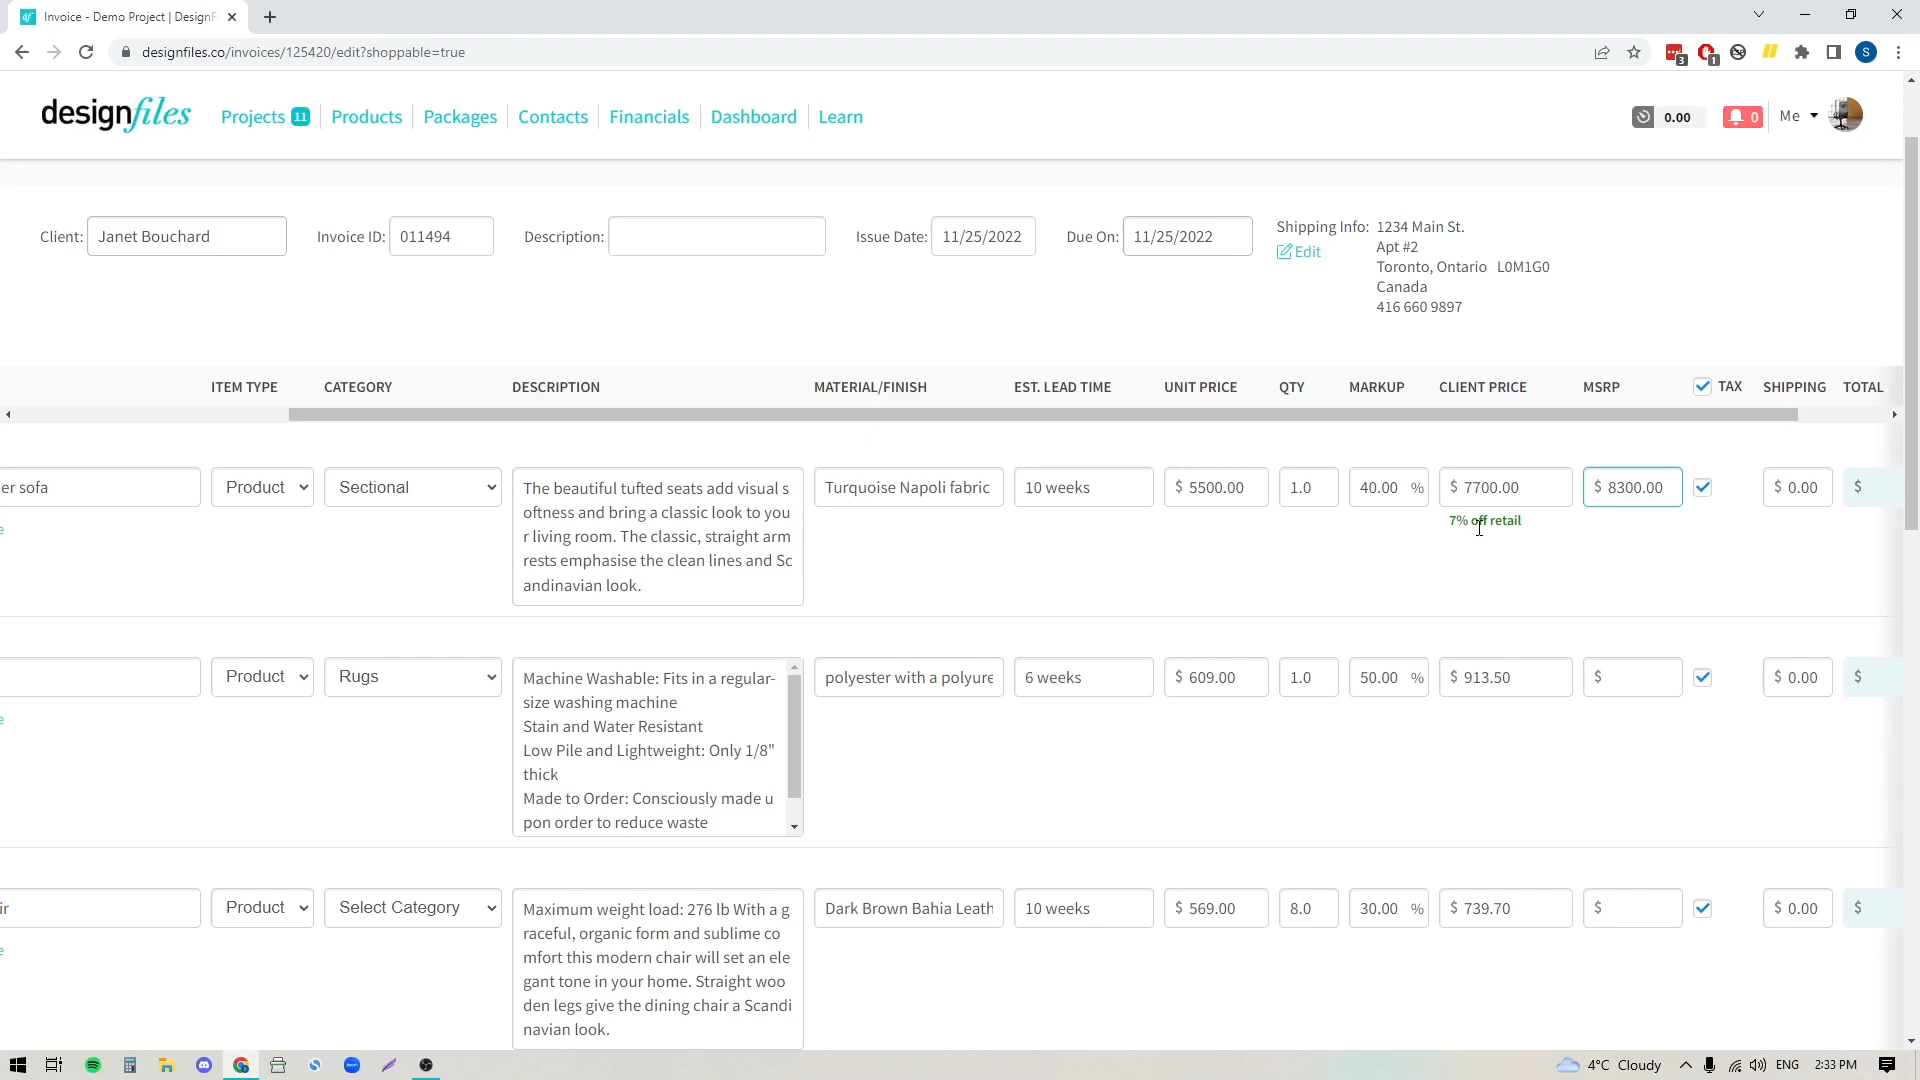 Invoice - Demo Project | DesignF
designfiles.co/invoices/125420/edit?shoppable=true
3
1
S
designfiles
Projects 11
Products
Packages
Contacts
Financials
Dashboard
Learn
0.00
0
Me
Client: Janet Bouchard
Invoice ID: 011494
Description:
Issue Date: 11/25/2022
Due On: 11/25/2022
Shipping Info: 1234 Main St.
Edit
Apt #2
Toronto, Ontario L0M1G0
Canada
416 660 9897
ITEM TYPE CATEGORY DESCRIPTION MATERIAL/FINISH EST. LEAD TIME UNIT PRICE QTY MARKUP CLIENT PRICE MSRP TAX SHIPPING TOTAL
er sofa
Product
Sectional
The beautiful tufted seats add visual s
oftness and bring a classic look to you
r living room. The classic, straight arm
rests emphasise the clean lines and Sc
andinavian look.
Turquoise Napoli fabric
10 weeks
$ 5500.00
1.0
40.00 %
$ 7700.00
7% off retail
$ 8300.00
$ 0.00
$
e
Product
Rugs
Machine Washable: Fits in a regular-
size washing machine
Stain and Water Resistant
Low Pile and Lightweight: Only 1/8"
thick
Made to Order: Consciously made u
pon order to reduce waste
polyester with a polyure
6 weeks
$ 609.00
1.0
50.00 %
$ 913.50
$
$ 0.00
$
e
ir
Product
Select Category
Maximum weight load: 276 lb With a g
raceful, organic form and sublime co
mfort this modern chair will set an ele
gant tone in your home. Straight woo
den legs give the dining chair a Scandi
navian look.
Dark Brown Bahia Leath
10 weeks
$ 569.00
8.0
30.00 %
$ 739.70
$
$ 0.00
$
e
4°C Cloudy
ENG
2:33 PM